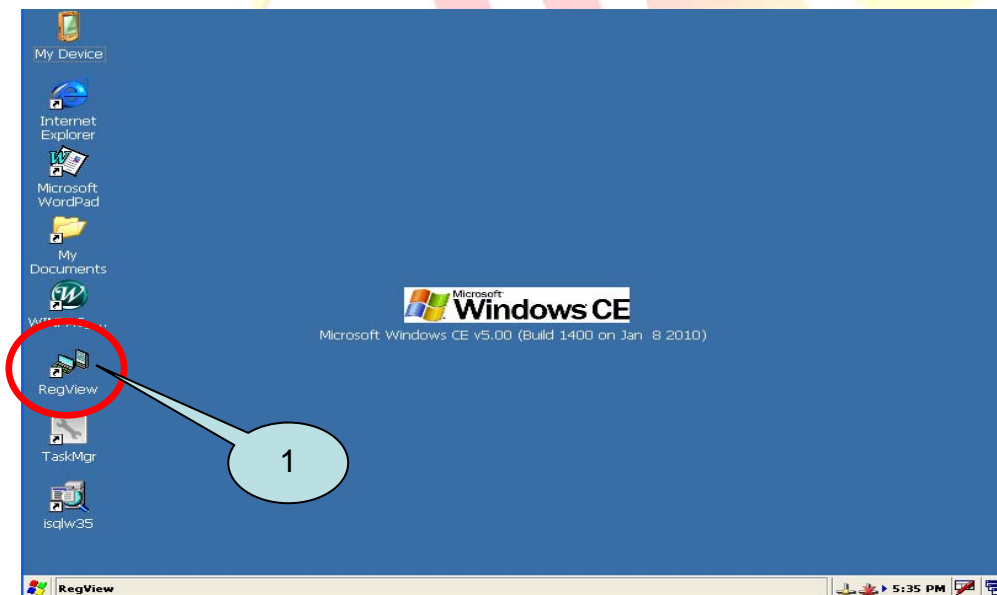 My Device
Internet
Explorer
Microsoft
WordPad
My
Documents
RegView
TaskMgr
isqlw35
1
Microsoft
Windows CE
Microsoft Windows CE v5.00 (Build 1400 on Jan 8 2010)
RegView
5:35 PM